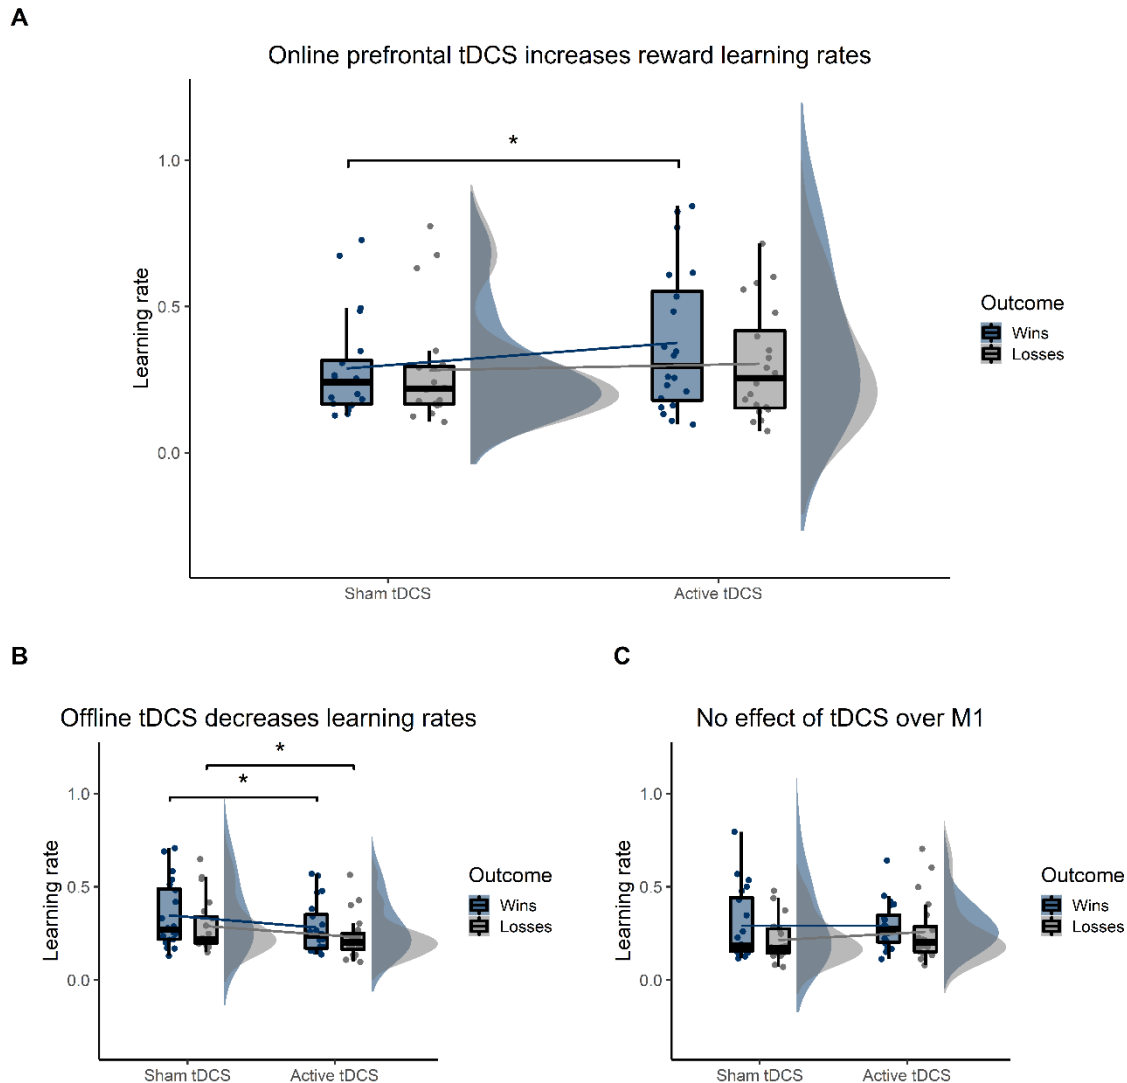 A
Online prefrontal tDCS increases reward learning rates
*
1.0
0.5
0.0
Learning rate
Sham tDCS
Active tDCS
Outcome
Wins
Losses
B
Offline tDCS decreases learning rates
*
*
1.0
0.5
0.0
Learning rate
Sham tDCS
Active tDCS
Outcome
Wins
Losses
C
No effect of tDCS over M1
1.0
0.5
0.0
Learning rate
Sham tDCS
Active tDCS
Outcome
Wins
Losses